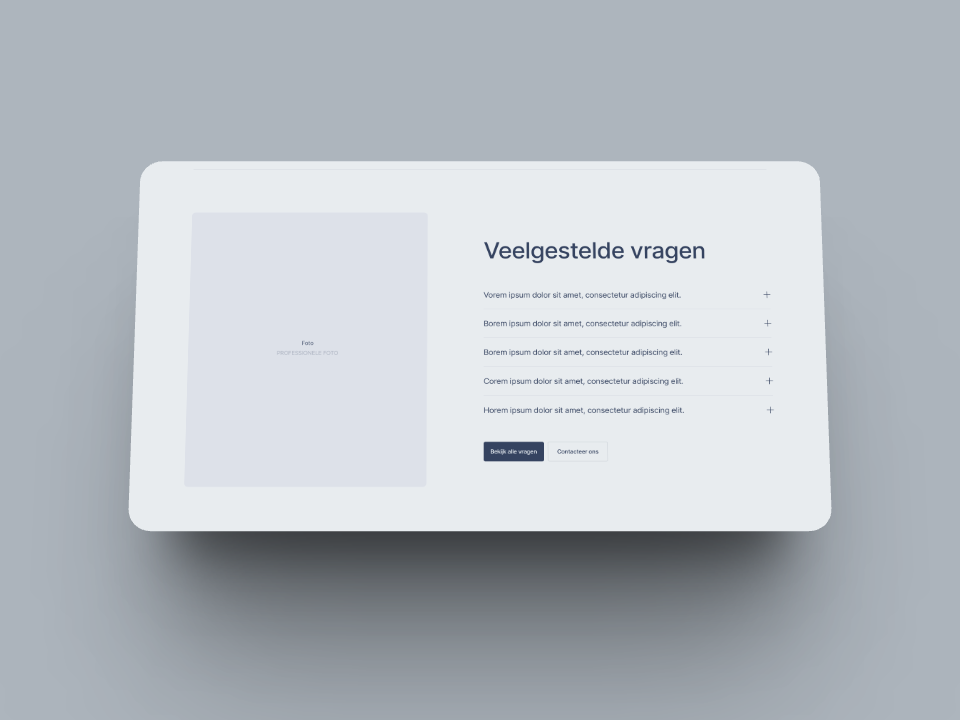 Veelgestelde vragen
Vorem ipsum dolor sit amet, consectetur adipiscing elit.
Borem ipsum dolor sit amet, consectetur adipiscing elit.
Borem ipsum dolor sit amet, consectetur adipiscing elit.
Corem ipsum dolor sit amet, consectetur adipiscing elit.
Horem ipsum dolor sit amet, consectetur adipiscing elit.
Foto
PROFESSIONELE FOTO
Bekijk alle vragen
Contacteer ons